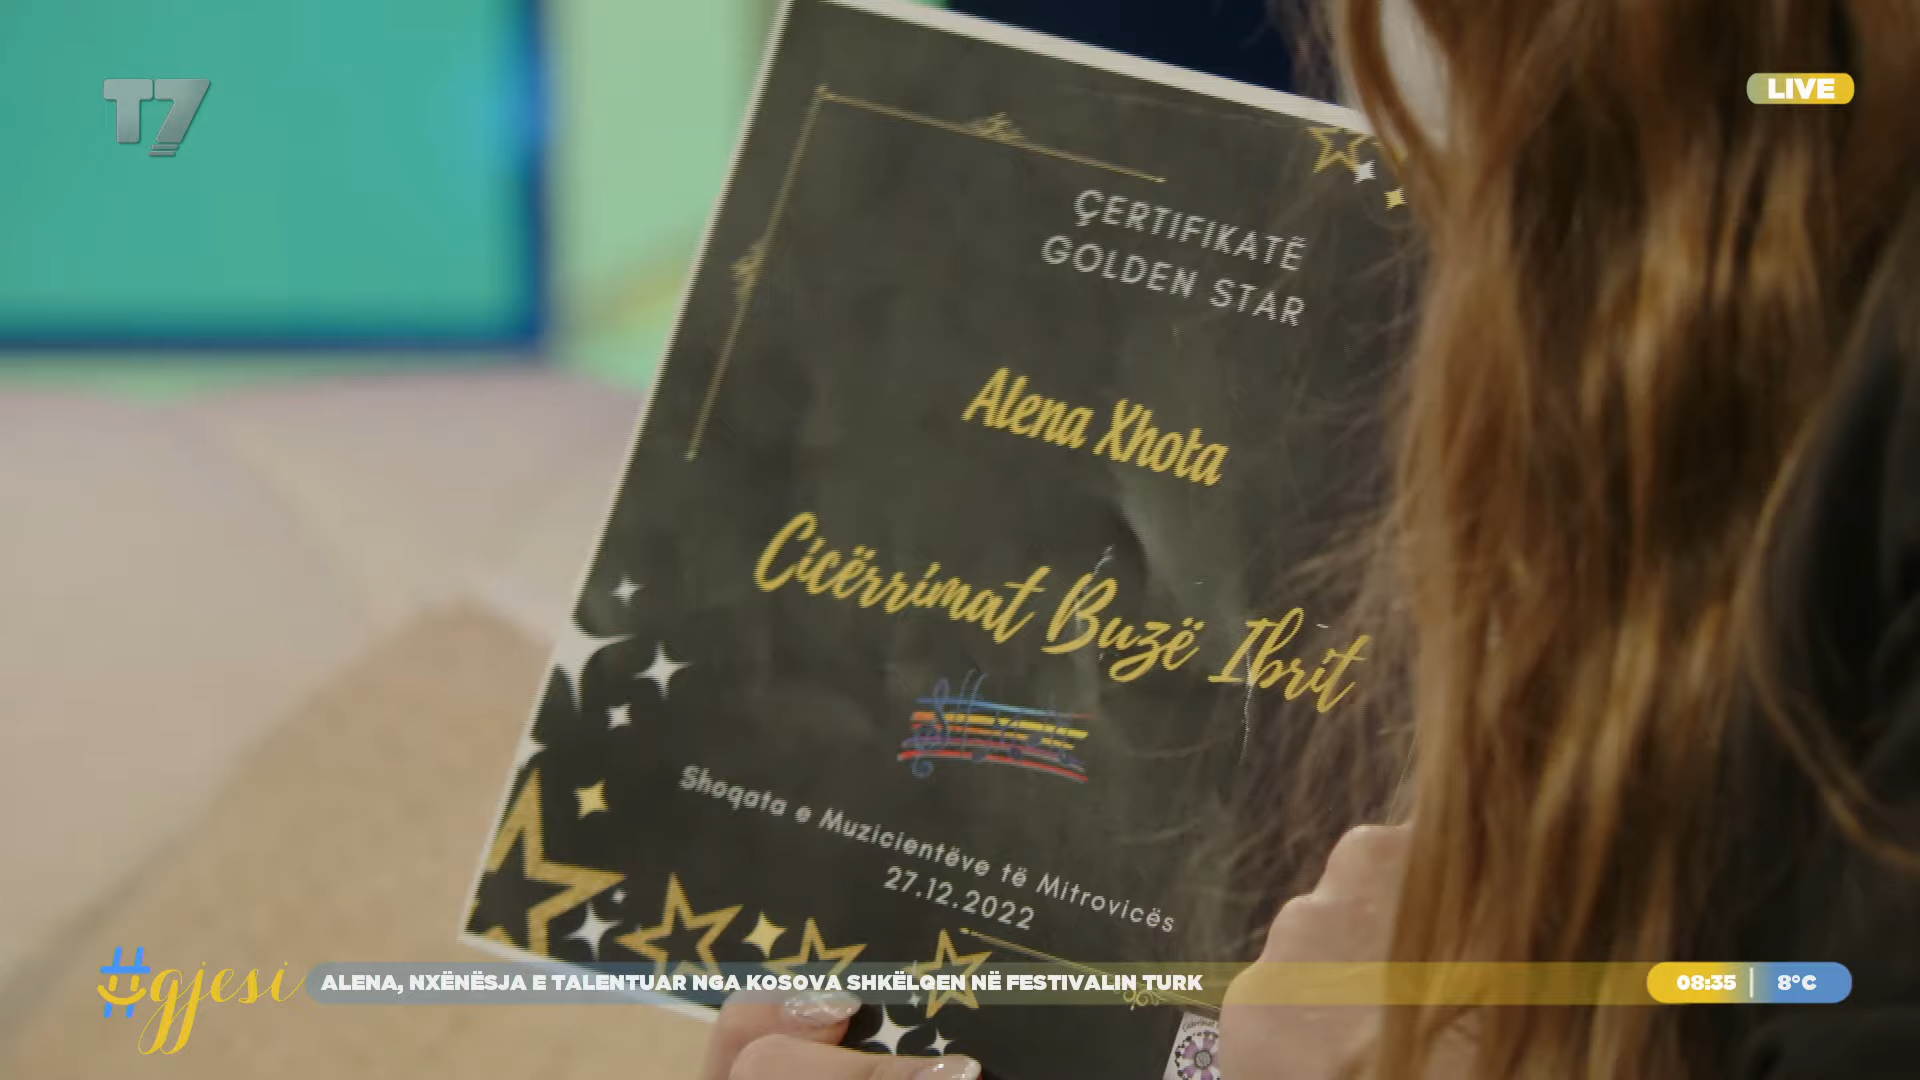 T7
LIVE
ÇERTIFIKATË
GOLDEN STAR
Alena Xhota
Cicërrimat Buzë Ibrit
Shoqata e Muzicientëve të Mitrovicës
27.12.2022
#gjesi
ALENA, NXËNËSJA E TALENTUAR NGA KOSOVA SHKËLQEN NË FESTIVALIN TURK
08:35 | 8°C